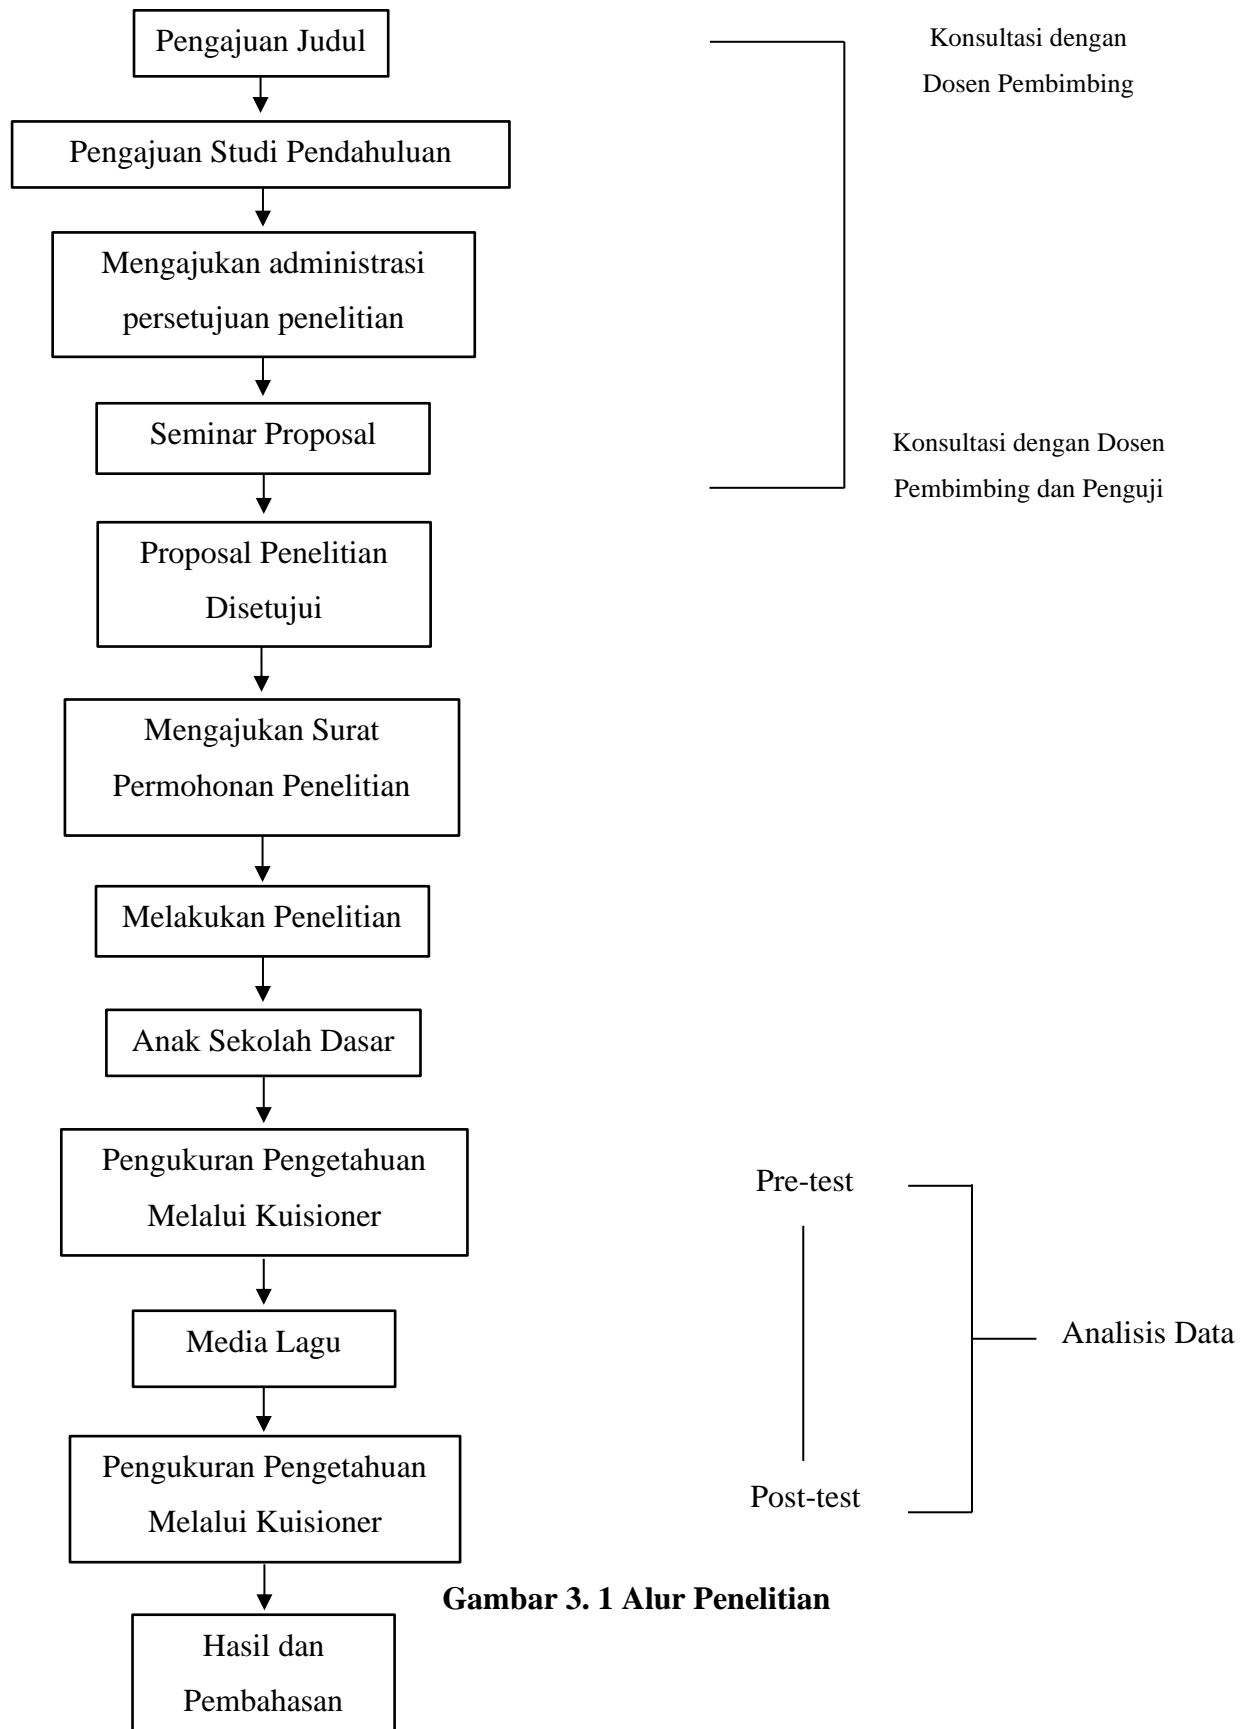 Pengajuan Judul
Konsultasi dengan
Dosen Pembimbing
Pengajuan Studi Pendahuluan
Mengajukan administrasi
persetujuan penelitian
Seminar Proposal
Konsultasi dengan Dosen
Pembimbing dan Penguji
Proposal Penelitian
Disetujui
Mengajukan Surat
Permohonan Penelitian
Melakukan Penelitian
Anak Sekolah Dasar
Pengukuran Pengetahuan
Melalui Kuisioner
Pre-test
Media Lagu
Analisis Data
Pengukuran Pengetahuan
Melalui Kuisioner
Post-test
Gambar 3. 1 Alur Penelitian
Hasil dan
Pembahasan